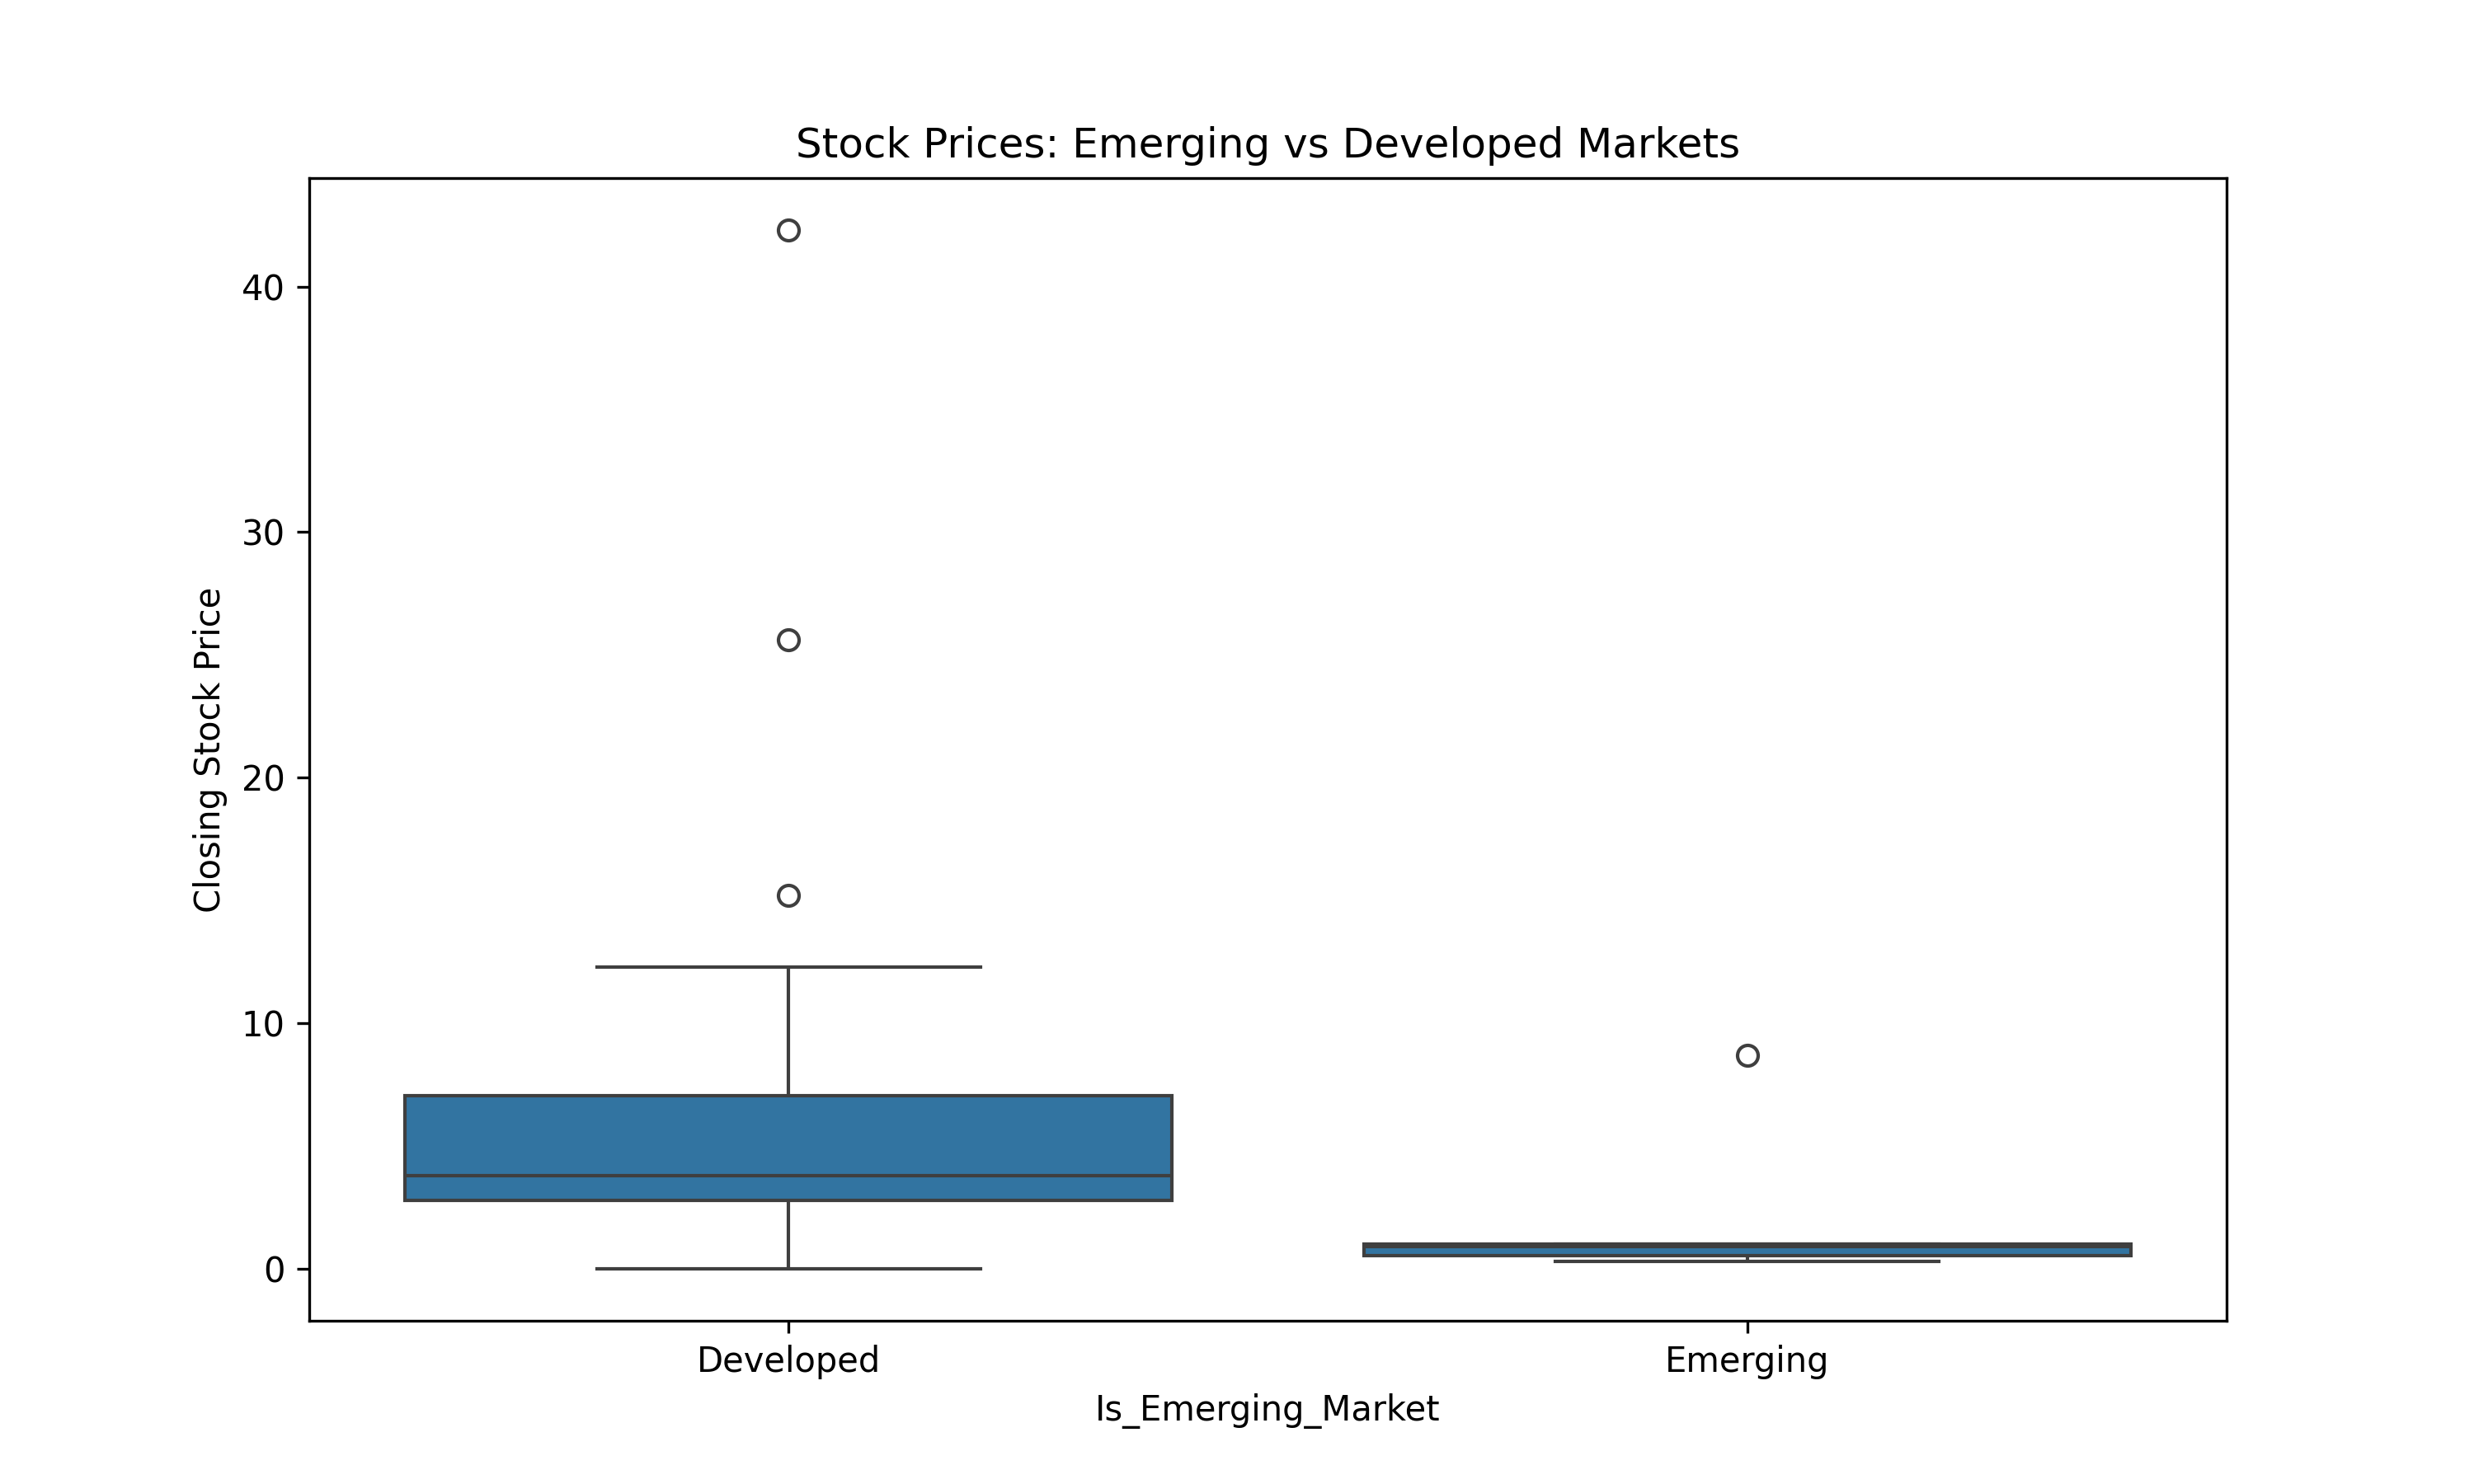 Stock Prices: Emerging vs Developed Markets
Closing Stock Price
40
30
20
10
0
Developed
Emerging
Is_Emerging_Market